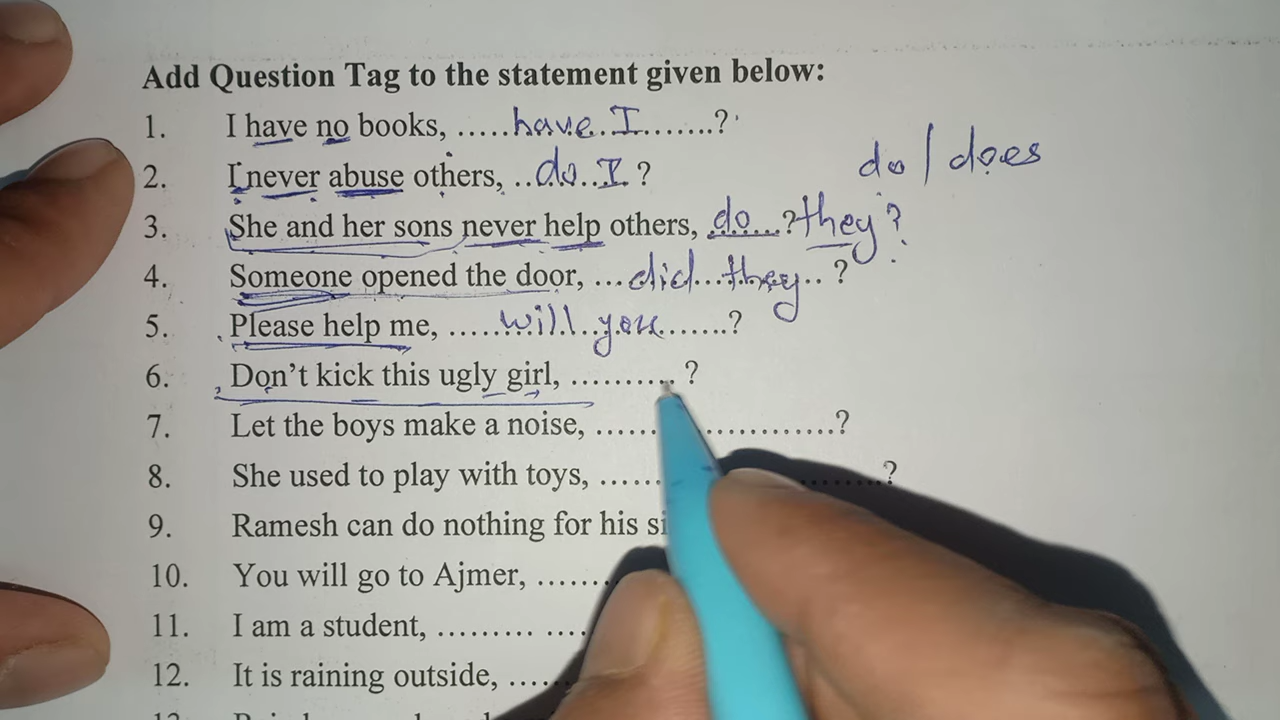 Add Question Tag to the statement given below:
1. I have no books, .....have I.......?
do / does
2. I never abuse others, ..do..I.?
3. She and her sons never help others, do...? they?
4. Someone opened the door, ...did...they..?
5. Please help me, .....will you.......?
6. Don't kick this ugly girl, .......... ?
7. Let the boys make a noise, ..........................?
8. She used to play with toys, ..........................?
9. Ramesh can do nothing for his
10. You will go to Ajmer, .......
11. I am a student, ......... ....
12. It is raining outside, .....